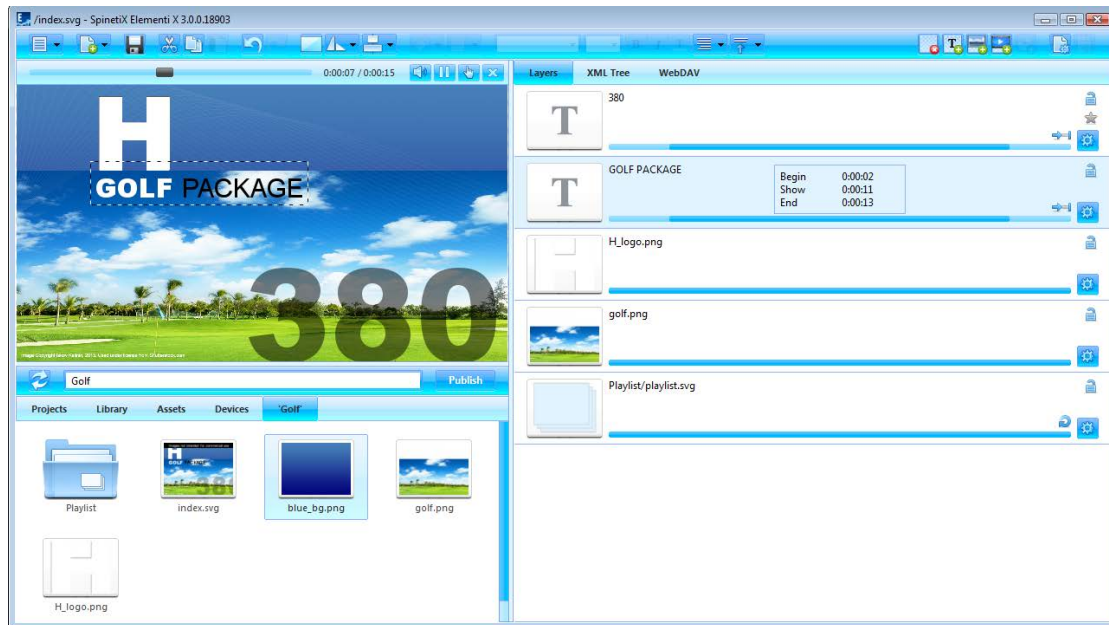 /index.svg - SpinetiX Elementi X 3.0.0.18903
0:00:07 / 0:00:15
H
GOLF PACKAGE
380
Golf
Publish
Projects
Library
Assets
Devices
'Golf'
Playlist
index.svg
blue_bg.png
golf.png
H_logo.png
Layers
XML Tree
WebDAV
T
380
T
GOLF PACKAGE
Begin 0:00:02
Show 0:00:11
End 0:00:13
H_logo.png
golf.png
Playlist/playlist.svg